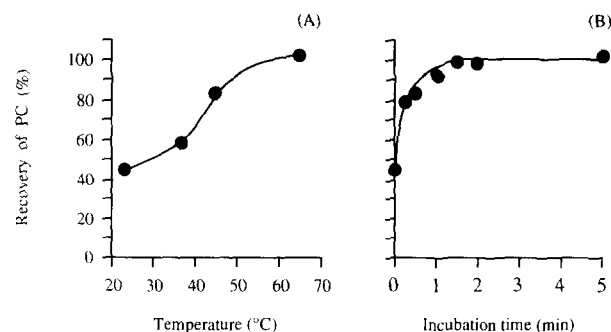 (A)
(B)
Recovery of PC (%)
100
80
60
40
20
0
20 30 40 50 60 70
0 1 2 3 4 5
Temperature (°C)
Incubation time (min)